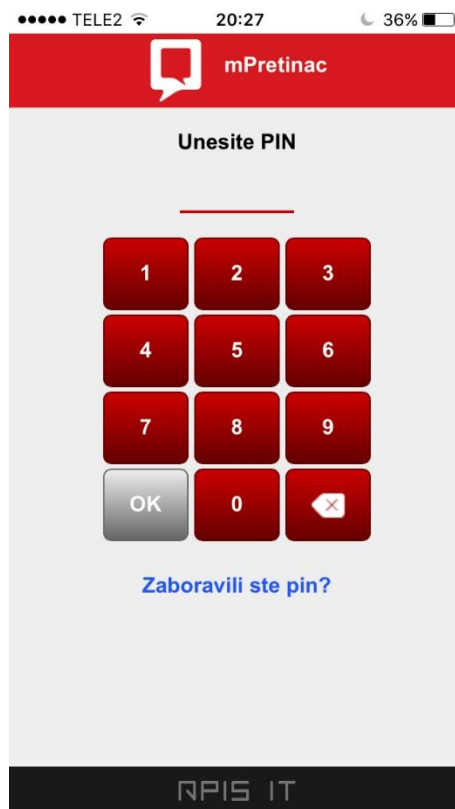 TELE2 20:27 36%
mPretinac
Unesite PIN
1 2 3
4 5 6
7 8 9
OK 0
Zaboravili ste pin?
APIS IT